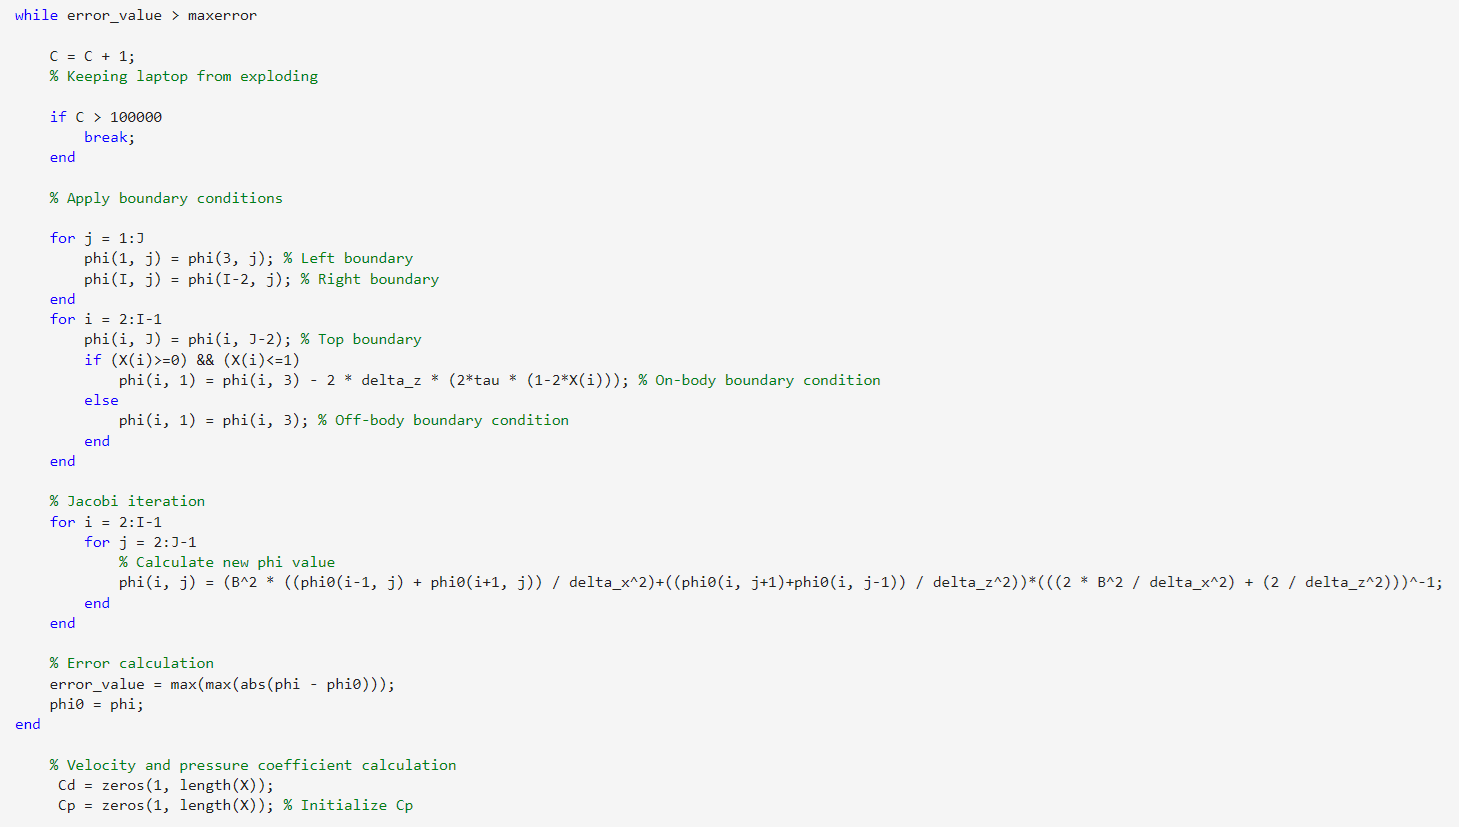 while error_value > maxerror
C = C + 1;
% Keeping laptop from exploding
if C > 100000
break;
end
% Apply boundary conditions
for j = 1:J
phi(1, j) = phi(3, j); % Left boundary
phi(I, j) = phi(I-2, j); % Right boundary
end
for i = 2:I-1
phi(i, J) = phi(i, J-2); % Top boundary
if (X(i)>=0) && (X(i)<=1)
phi(i, 1) = phi(i, 3) - 2 * delta_z * (2*tau * (1-2*X(i))); % On-body boundary condition
else
phi(i, 1) = phi(i, 3); % Off-body boundary condition
end
end
% Jacobi iteration
for i = 2:I-1
for j = 2:J-1
% Calculate new phi value
phi(i, j) = (B^2 * ((phi0(i-1, j) + phi0(i+1, j)) / delta_x^2)+((phi0(i, j+1)+phi0(i, j-1)) / delta_z^2))*(((2 * B^2 / delta_x^2) + (2 / delta_z^2)))^-1;
end
end
% Error calculation
error_value = max(max(abs(phi - phi0)));
phi0 = phi;
end
% Velocity and pressure coefficient calculation
Cd = zeros(1, length(X));
Cp = zeros(1, length(X)); % Initialize Cp